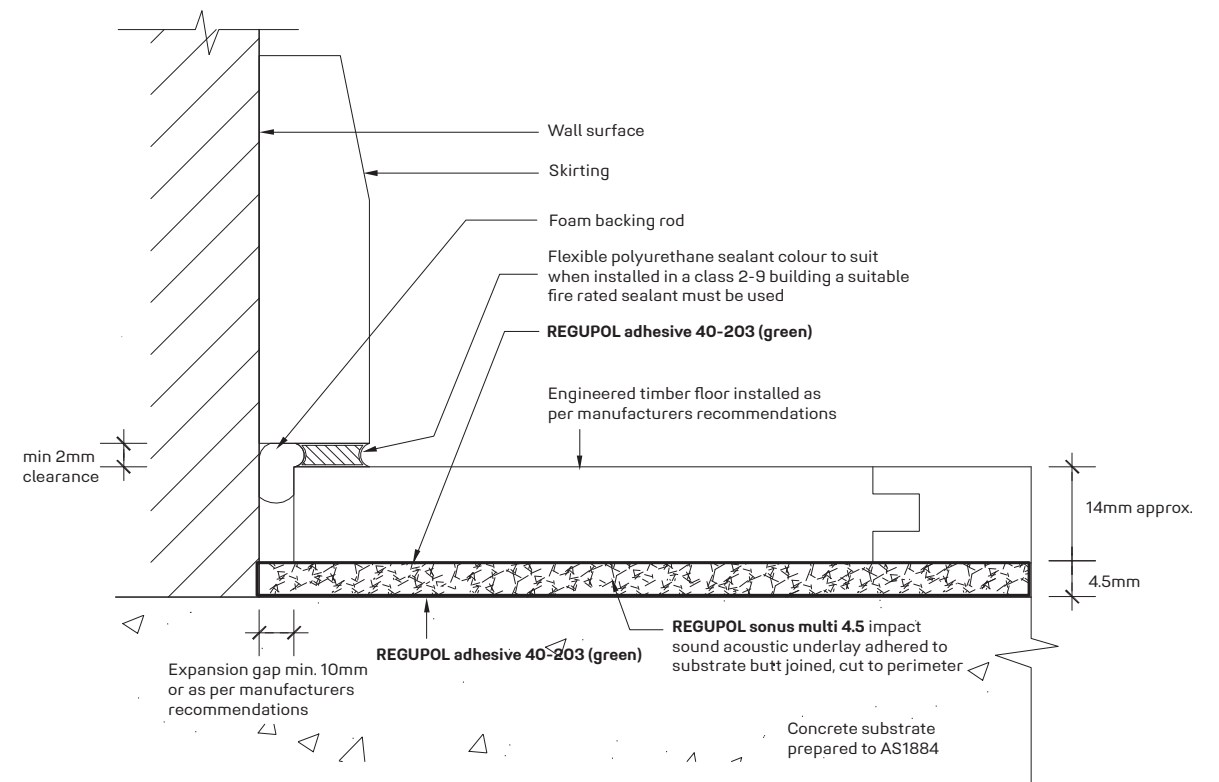 Wall surface
Skirting
Foam backing rod
Flexible polyurethane sealant colour to suit
when installed in a class 2-9 building a suitable
fire rated sealant must be used
REGUPOL adhesive 40-203 (green)
Engineered timber floor installed as
per manufacturers recommendations
min 2mm
clearance
14mm approx.
4.5mm
REGUPOL sonus multi 4.5 impact
sound acoustic underlay adhered to
substrate butt joined, cut to perimeter
REGUPOL adhesive 40-203 (green)
Expansion gap min. 10mm
or as per manufacturers
recommendations
Concrete substrate
prepared to AS1884